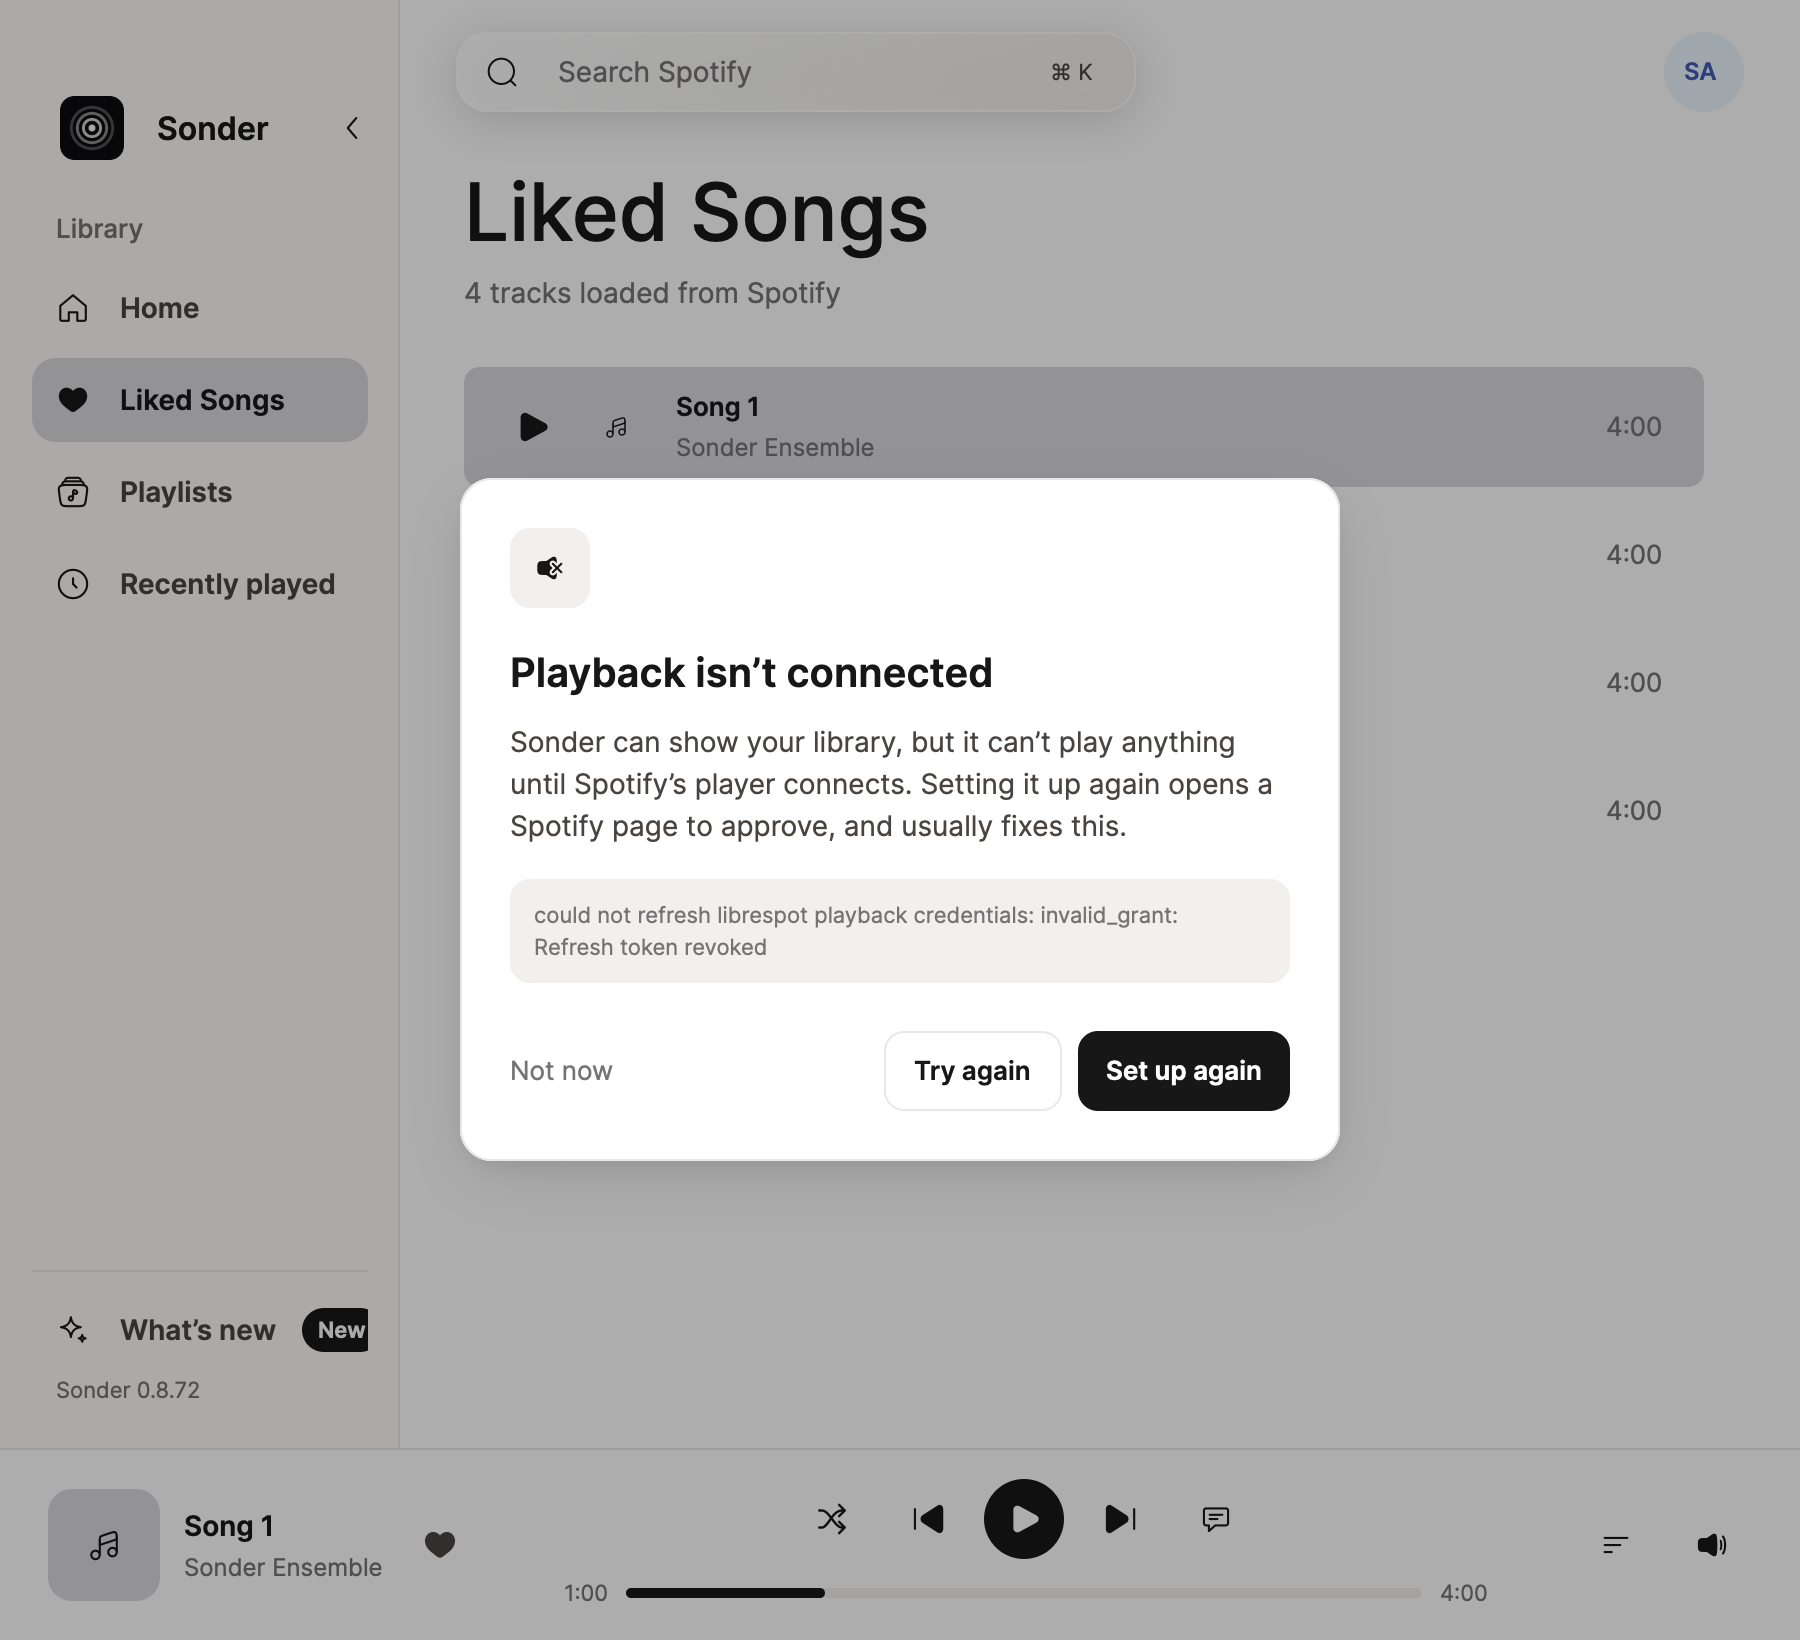 Search Spotify
⌘ K
SA
Sonder
Library
Home
Liked Songs
Playlists
Recently played
What’s new
New
Sonder 0.8.72
Liked Songs
4 tracks loaded from Spotify
Song 1
Sonder Ensemble
4:00
4:00
4:00
4:00
Playback isn’t connected
Sonder can show your library, but it can’t play anything
until Spotify’s player connects. Setting it up again opens a
Spotify page to approve, and usually fixes this.
could not refresh librespot playback credentials: invalid_grant:
Refresh token revoked
Not now
Try again
Set up again
Song 1
Sonder Ensemble
1:00
4:00